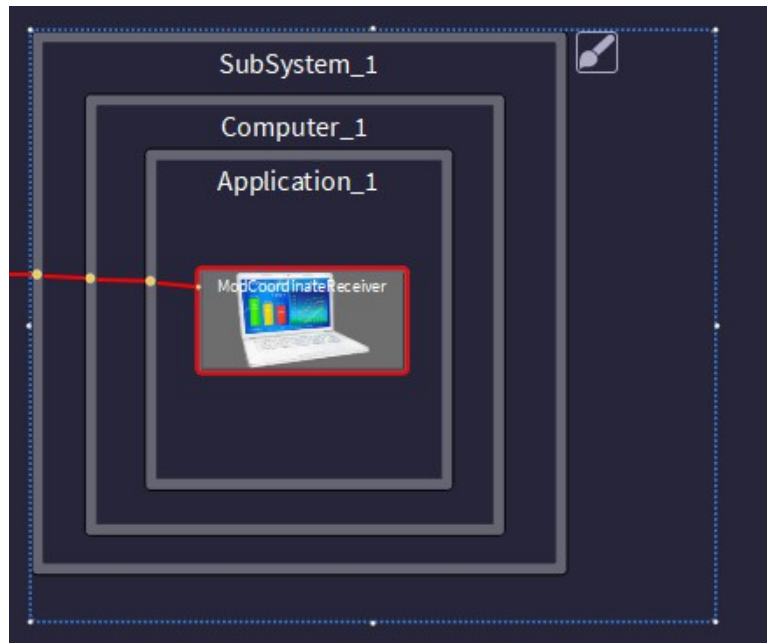 SubSystem_1
Computer_1
Application_1
ModCoordinateReceiver